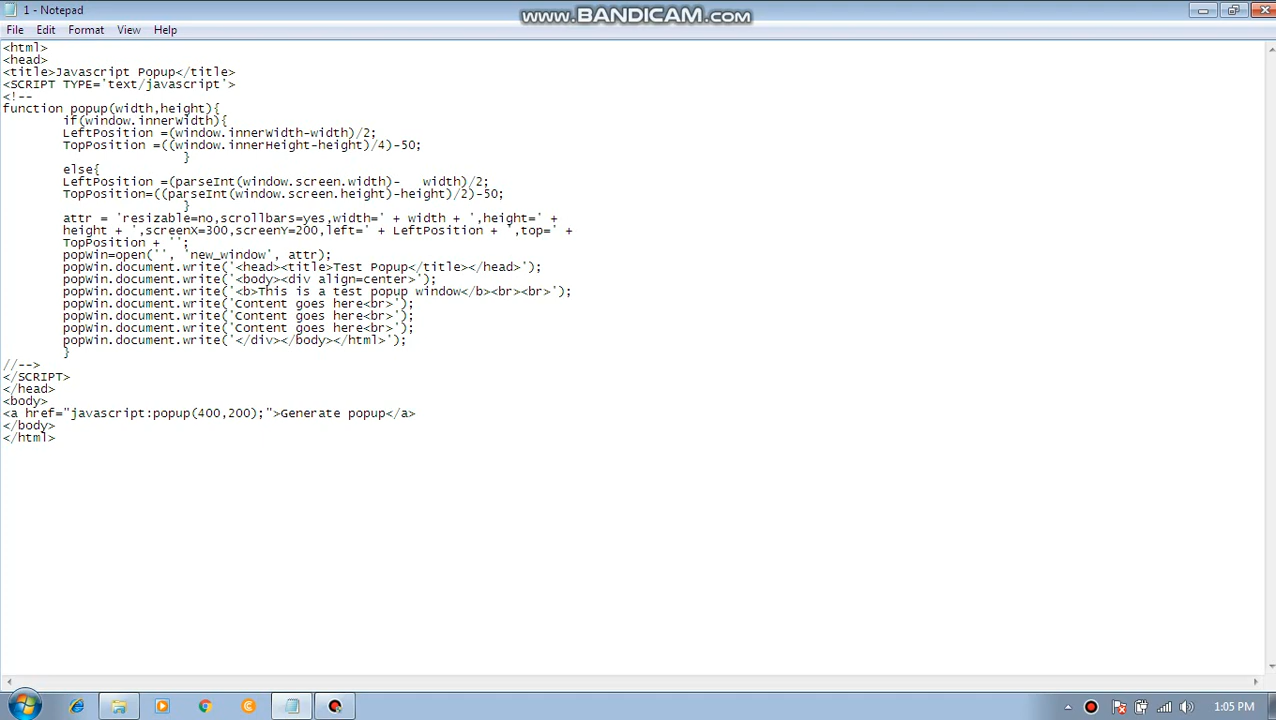 1 - Notepad
www.BANDICAM.com
File Edit Format View Help
<html>
<head>
<title>Javascript Popup</title>
<SCRIPT TYPE='text/javascript'>
<!--
function popup(width,height){
if(window.innerWidth){
LeftPosition =(window.innerWidth-width)/2;
TopPosition =((window.innerHeight-height)/4)-50;
}
else{
LeftPosition =(parseInt(window.screen.width)- width)/2;
TopPosition=((parseInt(window.screen.height)-height)/2)-50;
}
attr = 'resizable=no,scrollbars=yes,width=' + width + ',height=' +
height + ',screenX=300,screenY=200,left=' + LeftPosition + ',top=' +
TopPosition + '';
popWin=open('', 'new_window', attr);
popWin.document.write('<head><title>Test Popup</title></head>');
popWin.document.write('<body><div align=center>');
popWin.document.write('<b>This is a test popup window</b><br><br>');
popWin.document.write('Content goes here<br>');
popWin.document.write('Content goes here<br>');
popWin.document.write('Content goes here<br>');
popWin.document.write('</div></body></html>');
}
//-->
</SCRIPT>
</head>
<body>
<a href="javascript:popup(400,200);">Generate popup</a>
</body>
</html>
1:05 PM